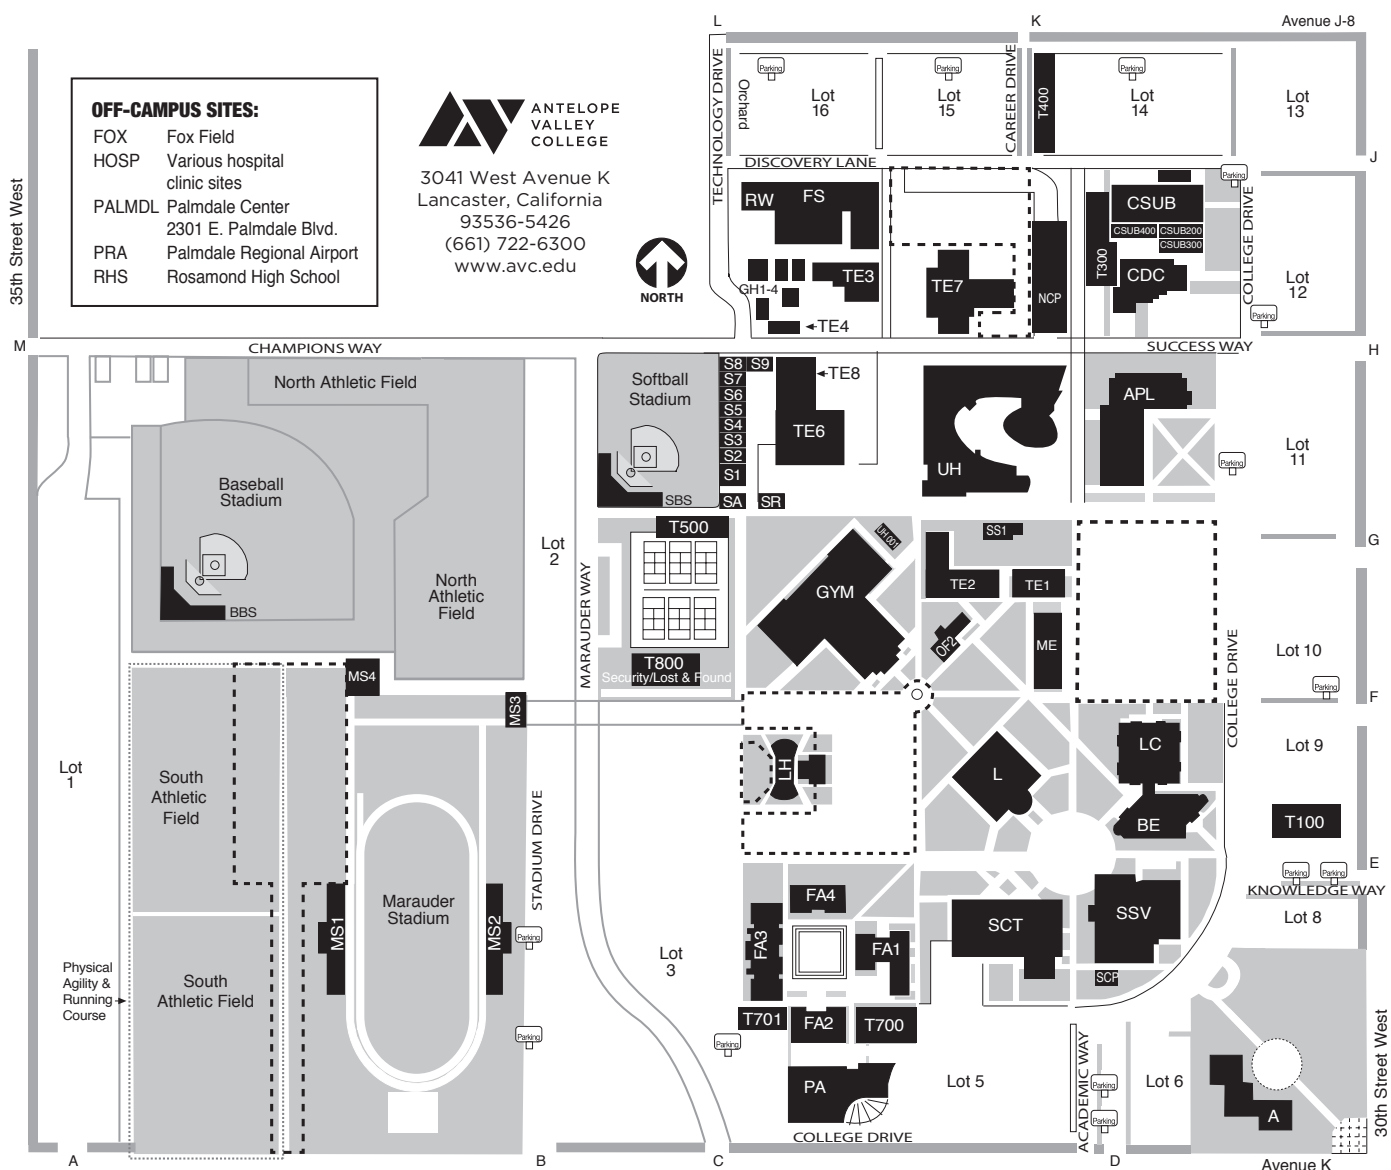 L
K
Avenue J-8
35th Street West
OFF-CAMPUS SITES:
FOX Fox Field
HOSP Various hospital
clinic sites
PALMDL Palmdale Center
2301 E. Palmdale Blvd.
PRA Palmdale Regional Airport
RHS Rosamond High School
ANTELOPE
VALLEY
COLLEGE
3041 West Avenue K
Lancaster, California
93536-5426
(661) 722-6300
www.avc.edu
NORTH
TECHNOLOGY DRIVE
Orchard
Parking
Lot
16
Parking
Lot
15
CAREER DRIVE
T400
Parking
Lot
14
Lot
13
DISCOVERY LANE
J
Parking
RW
FS
CSUB
CSUB400
CSUB200
CSUB300
T300
CDC
COLLEGE DRIVE
Lot
12
Parking
TE3
GH1-4
TE4
TE7
NCP
M
CHAMPIONS WAY
SUCCESS WAY
H
North Athletic Field
Softball
Stadium
S8
S9
S7
S6
S5
S4
S3
S2
S1
SA
SR
SBS
TE8
TE6
UH
APL
Lot
11
Parking
Baseball
Stadium
BBS
North
Athletic
Field
Lot
2
MARAUDER WAY
T500
T800
Security/Lost & Found
GYM
UH 001
SS1
TE2
TE1
OF2
ME
G
COLLEGE DRIVE
Lot 10
Parking
F
MS4
MS3
Lot
1
South
Athletic
Field
STADIUM DRIVE
LH
L
LC
BE
Lot 9
T100
E
Parking
Parking
KNOWLEDGE WAY
Lot 8
Marauder
Stadium
MS1
MS2
Parking
Lot
3
FA4
FA3
FA1
SCT
SSV
SCP
Physical
Agility &
Running
Course
South
Athletic Field
Parking
Parking
T701
FA2
T700
PA
Lot 5
ACADEMIC WAY
Parking
Parking
Lot 6
A
30th Street West
COLLEGE DRIVE
A
B
C
D
Avenue K